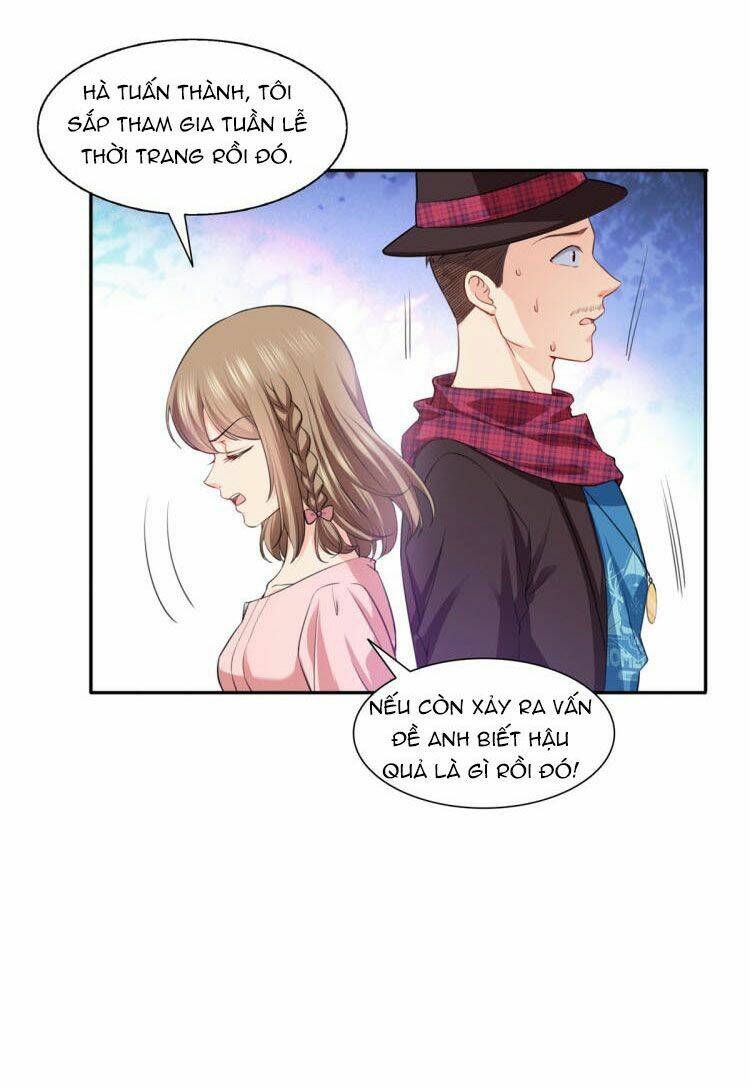 HÀ TUẤN THÀNH, TÔI
SẮP THAM GIA TUẦN LỄ
THỜI TRANG RỒI ĐÓ.
NẾU CÒN XẢY RA VẤN
ĐỀ ANH BIẾT HẬU
QUẢ LÀ GÌ RỒI ĐÓ!